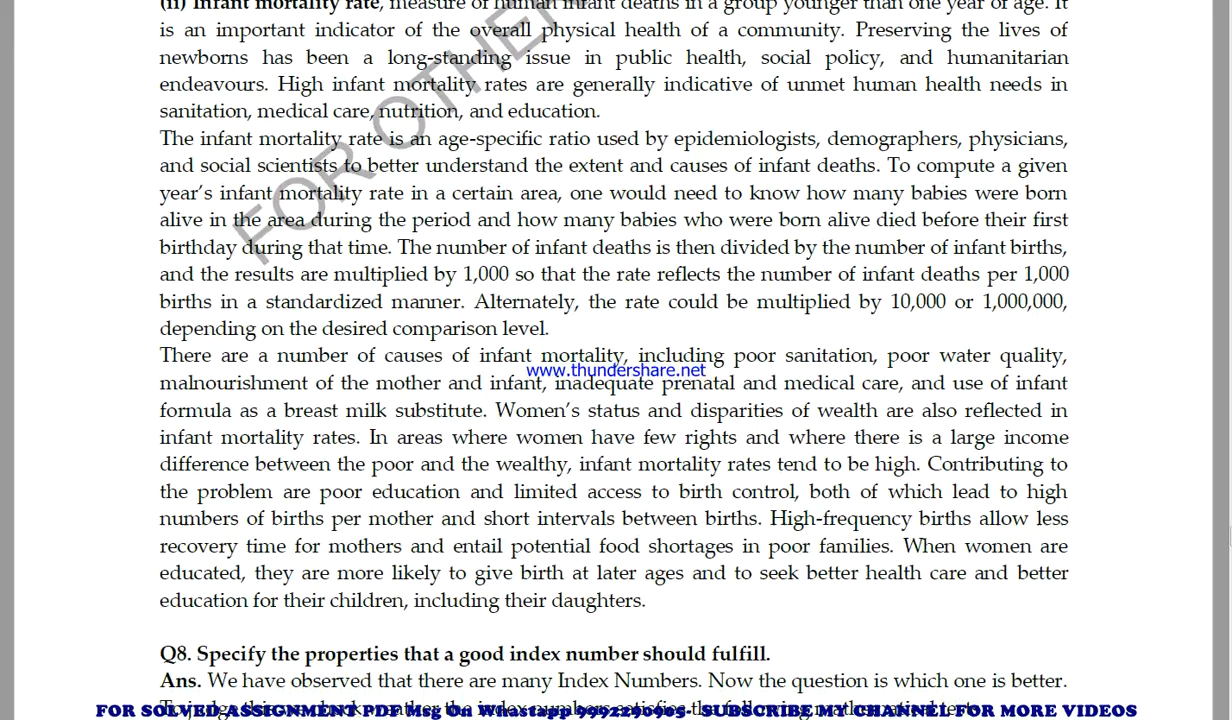 (ii) Infant mortality rate, measure of human infant deaths in a group younger than one year of age. It
is an important indicator of the overall physical health of a community. Preserving the lives of
newborns has been a long-standing issue in public health, social policy, and humanitarian
endeavours. High infant mortality rates are generally indicative of unmet human health needs in
sanitation, medical care, nutrition, and education.
The infant mortality rate is an age-specific ratio used by epidemiologists, demographers, physicians,
and social scientists to better understand the extent and causes of infant deaths. To compute a given
year's infant mortality rate in a certain area, one would need to know how many babies were born
alive in the area during the period and how many babies who were born alive died before their first
birthday during that time. The number of infant deaths is then divided by the number of infant births,
and the results are multiplied by 1,000 so that the rate reflects the number of infant deaths per 1,000
births in a standardized manner. Alternately, the rate could be multiplied by 10,000 or 1,000,000,
depending on the desired comparison level.
There are a number of causes of infant mortality, including poor sanitation, poor water quality,
www.thundershare.net
malnourishment of the mother and infant, inadequate prenatal and medical care, and use of infant
formula as a breast milk substitute. Women's status and disparities of wealth are also reflected in
infant mortality rates. In areas where women have few rights and where there is a large income
difference between the poor and the wealthy, infant mortality rates tend to be high. Contributing to
the problem are poor education and limited access to birth control, both of which lead to high
numbers of births per mother and short intervals between births. High-frequency births allow less
recovery time for mothers and entail potential food shortages in poor families. When women are
educated, they are more likely to give birth at later ages and to seek better health care and better
education for their children, including their daughters.
Q8. Specify the properties that a good index number should fulfill.
Ans. We have observed that there are many Index Numbers. Now the question is which one is better.
FOR SOLVED ASSIGNMENT PDF Msg On Whatsapp 9992290905- SUBSCRIBE MY CHANNEL FOR MORE VIDEOS
FOR OTHER